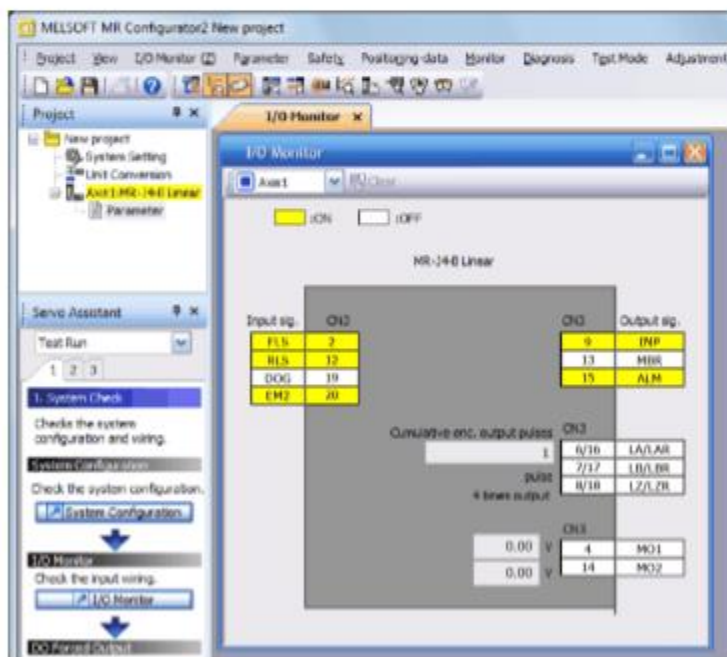 MELSOFT MR Configurator2 New project
Project View I/O Monitor (Z) Parameter Safety Positioning-data Monitor Diagnosis Test Mode Adjustment
Project
I/O Monitor
New project
System Setting
Unit Conversion
Axis1:MR-J4-B Linear
Parameter
I/O Monitor
Axis1
Clear
:ON :OFF
MR-J4-B Linear
Servo Assistant
Test Run
1 2 3
1. System Check
Checks the system
configuration and wiring.
System Configuration
Check the system configuration.
System Configuration
I/O Monitor
Check the input wiring.
I/O Monitor
DO Forced Output
Input sig. CN3
FLS 2
RLS 12
DOG 19
EM2 20
CN3 Output sig.
9 INP
13 MBR
15 ALM
Cumulative enc. output pulses CN3
1 6/16 LA/LAR
pulse 7/17 LB/LBR
4 times output 8/18 LZ/LZR
CN3
0.00 V 4 MO1
0.00 V 14 MO2